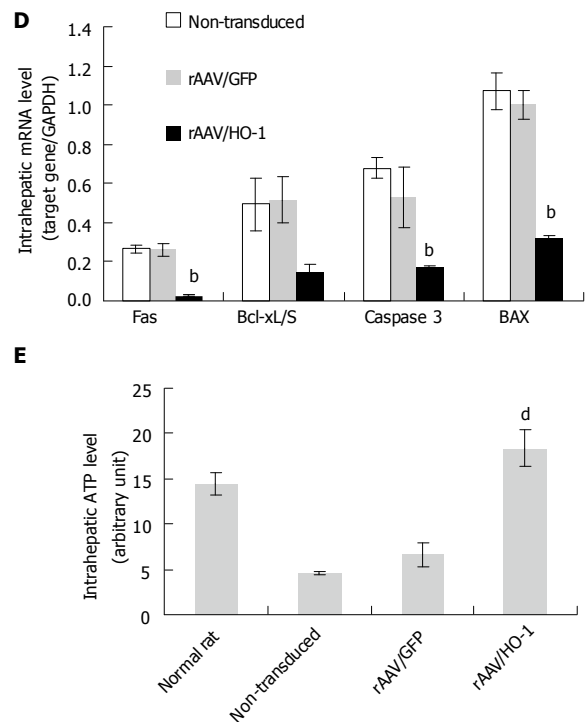 D
Non-transduced
rAAV/GFP
rAAV/HO-1
Intrahepatic mRNA level
(target gene/GAPDH)
1.4
1.2
1.0
0.8
0.6
0.4
0.2
0.0
b
b
b
Fas
Bcl-xL/S
Caspase 3
BAX
E
Intrahepatic ATP level
(arbitrary unit)
25
20
15
10
5
0
d
Normal rat
Non-transduced
rAAV/GFP
rAAV/HO-1